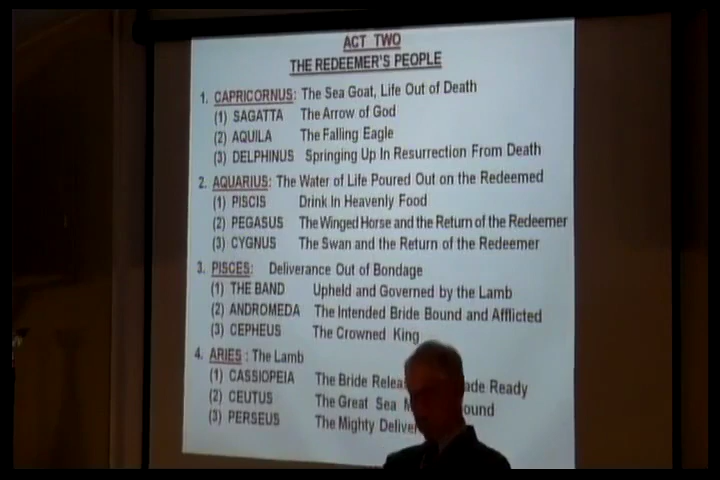 ACT TWO
THE REDEEMER'S PEOPLE
1. CAPRICORNUS: The Sea Goat, Life Out of Death
(1) SAGATTA The Arrow of God
(2) AQUILA The Falling Eagle
(3) DELPHINUS Springing Up In Resurrection From Death
2. AQUARIUS: The Water of Life Poured Out on the Redeemed
(1) PISCIS Drink In Heavenly Food
(2) PEGASUS The Winged Horse and the Return of the Redeemer
(3) CYGNUS The Swan and the Return of the Redeemer
3. PISCES: Deliverance Out of Bondage
(1) THE BAND Upheld and Governed by the Lamb
(2) ANDROMEDA The Intended Bride Bound and Afflicted
(3) CEPHEUS The Crowned King
4. ARIES : The Lamb
(1) CASSIOPEIA The Bride Ready
(2) CEUTUS The Great Sea
(3) PERSEUS The Mighty